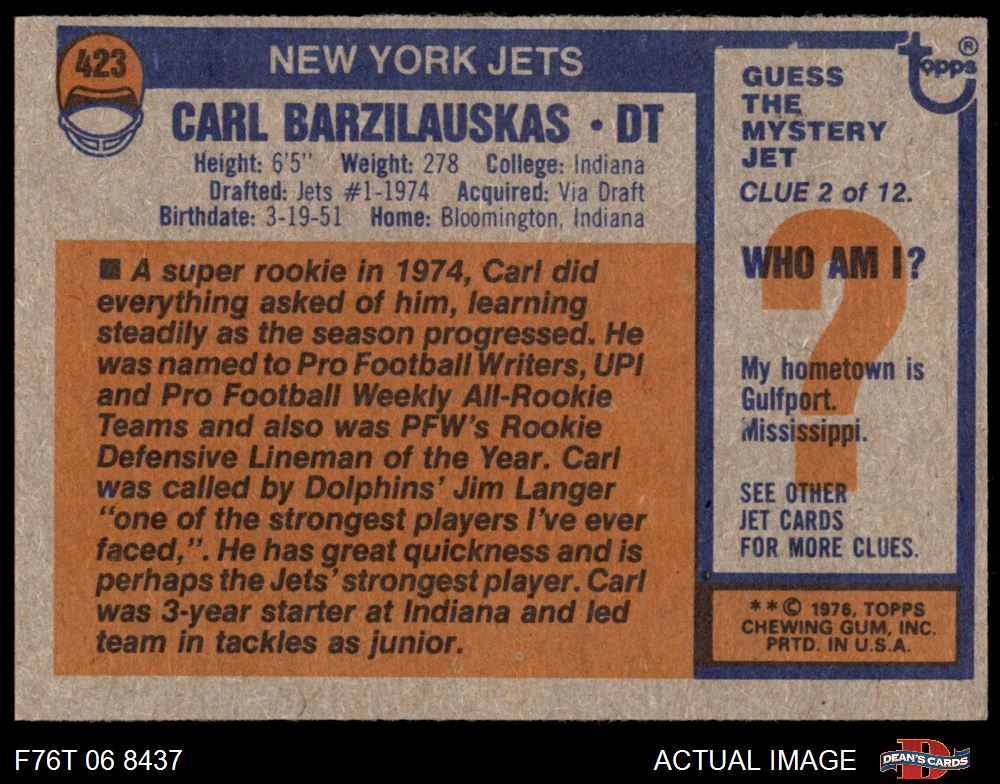 423
NEW YORK JETS
CARL BARZILAUSKAS • DT
Height: 6'5" Weight: 278 College: Indiana
Drafted: Jets #1-1974 Acquired: Via Draft
Birthdate: 3-19-51 Home: Bloomington, Indiana
■ A super rookie in 1974, Carl did
everything asked of him, learning
steadily as the season progressed. He
was named to Pro Football Writers, UPI
and Pro Football Weekly All-Rookie
Teams and also was PFW's Rookie
Defensive Lineman of the Year. Carl
was called by Dolphins' Jim Langer
"one of the strongest players I've ever
faced,". He has great quickness and is
perhaps the Jets' strongest player. Carl
was 3-year starter at Indiana and led
team in tackles as junior.
topps®
GUESS
THE
MYSTERY
JET
CLUE 2 of 12.
?
WHO AM I?
My hometown is
Gulfport.
Mississippi.
SEE OTHER
JET CARDS
FOR MORE CLUES.
**© 1976, TOPPS
CHEWING GUM, INC.
PRTD. IN U.S.A.
F76T 06 8437
ACTUAL IMAGE
D
DEAN'S CARDS